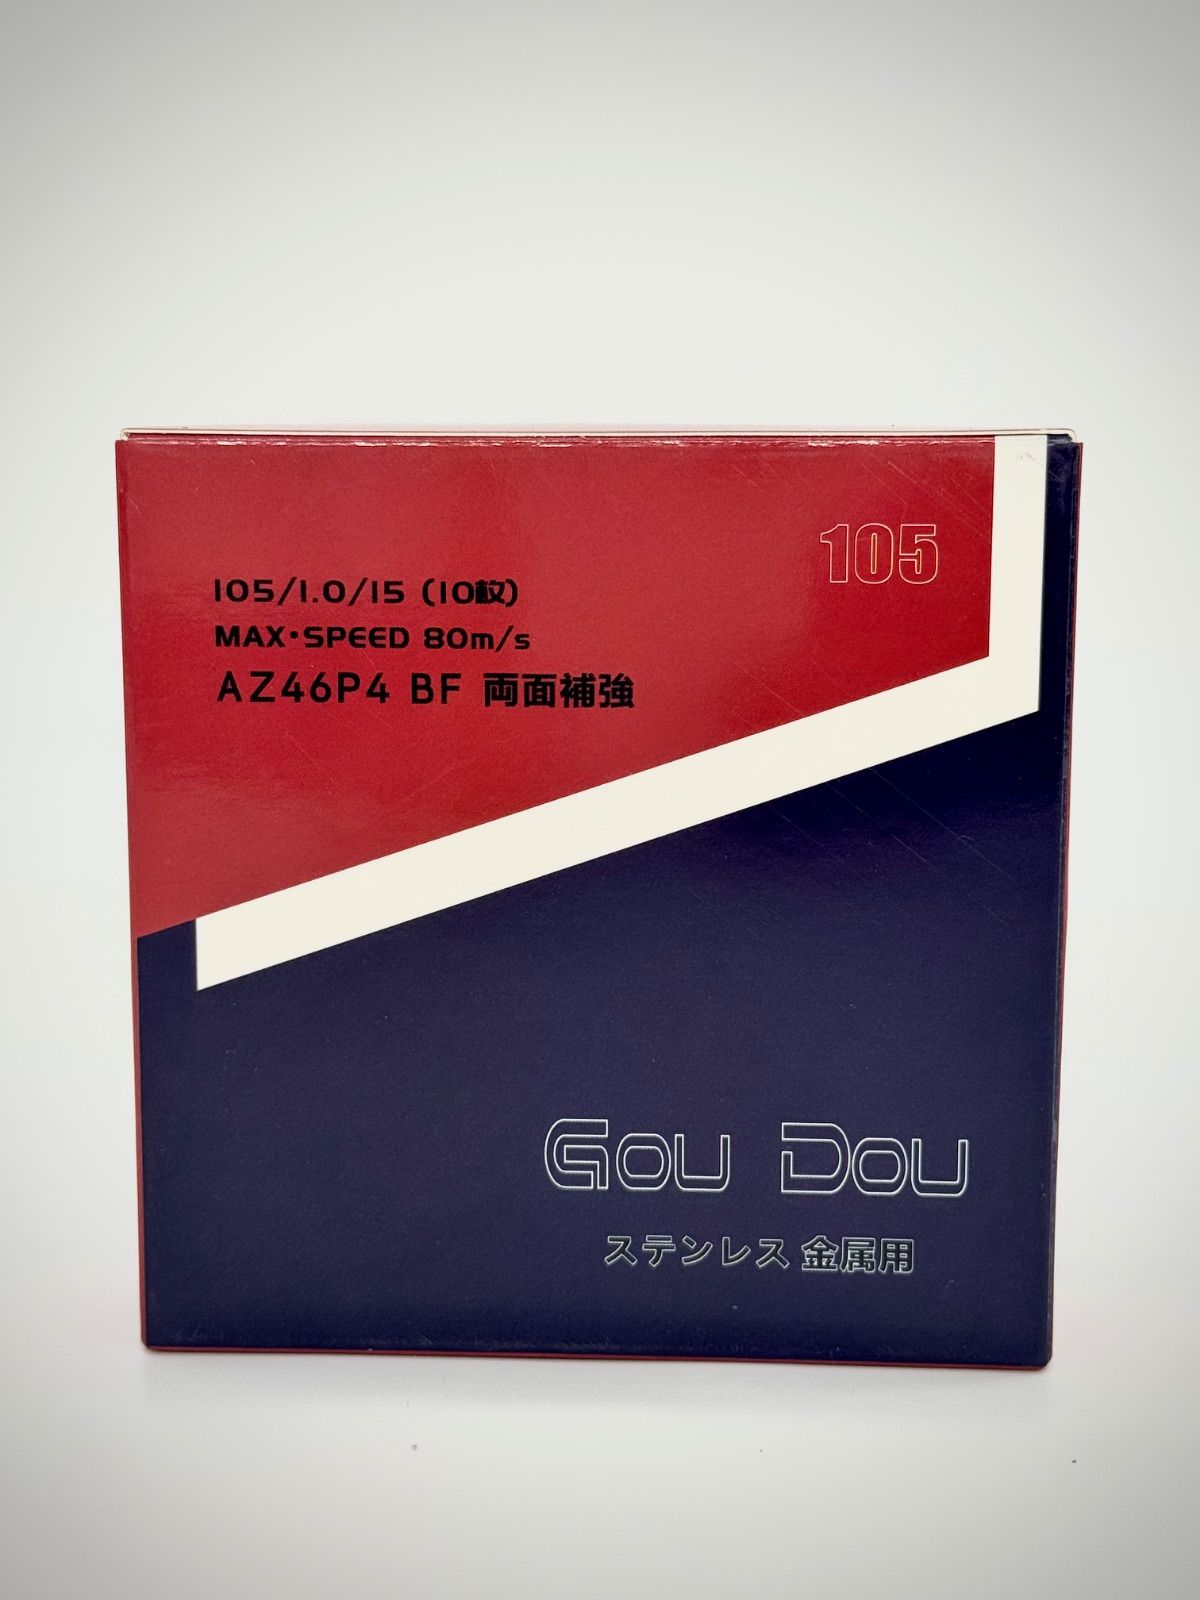 105
105/1.0/15 (10枚)
MAX・SPEED 80m/s
AZ46P4 BF 両面補強
GOU DOU
ステンレス 金属用